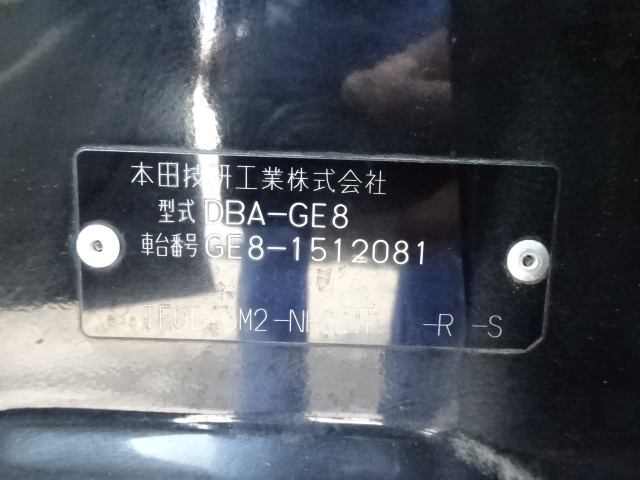 本田技研工業株式会社
型式 DBA-GE8
車台番号 GE8-1512081
-R -S